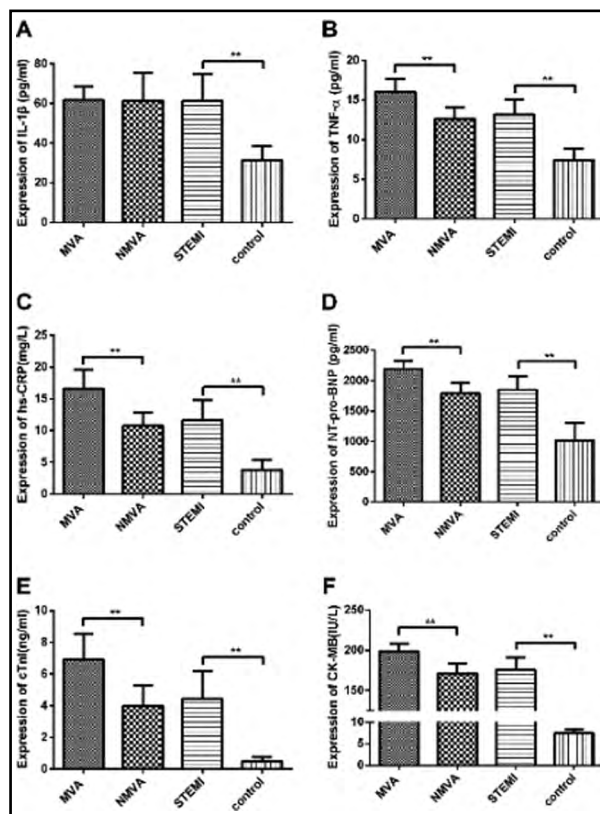 A
Expression of IL-1β (pg/ml)
80
60
40
20
0
**
MVA
NMVA
STEMI
control
B
Expression of TNF-α (pg/ml)
20
15
10
5
0
**
**
MVA
NMVA
STEMI
control
C
Expression of hs-CRP(mg/L)
25
20
15
10
5
0
**
**
MVA
NMVA
STEMI
control
D
Expression of NT-pro-BNP (pg/ml)
2500
2000
1500
1000
500
0
**
**
MVA
NMVA
STEMI
control
E
Expression of cTnI(ng/ml)
10
8
6
4
2
0
**
**
MVA
NMVA
STEMI
control
F
Expression of CK-MB(IU/L)
250
200
150
10
5
0
**
**
MVA
NMVA
STEMI
control